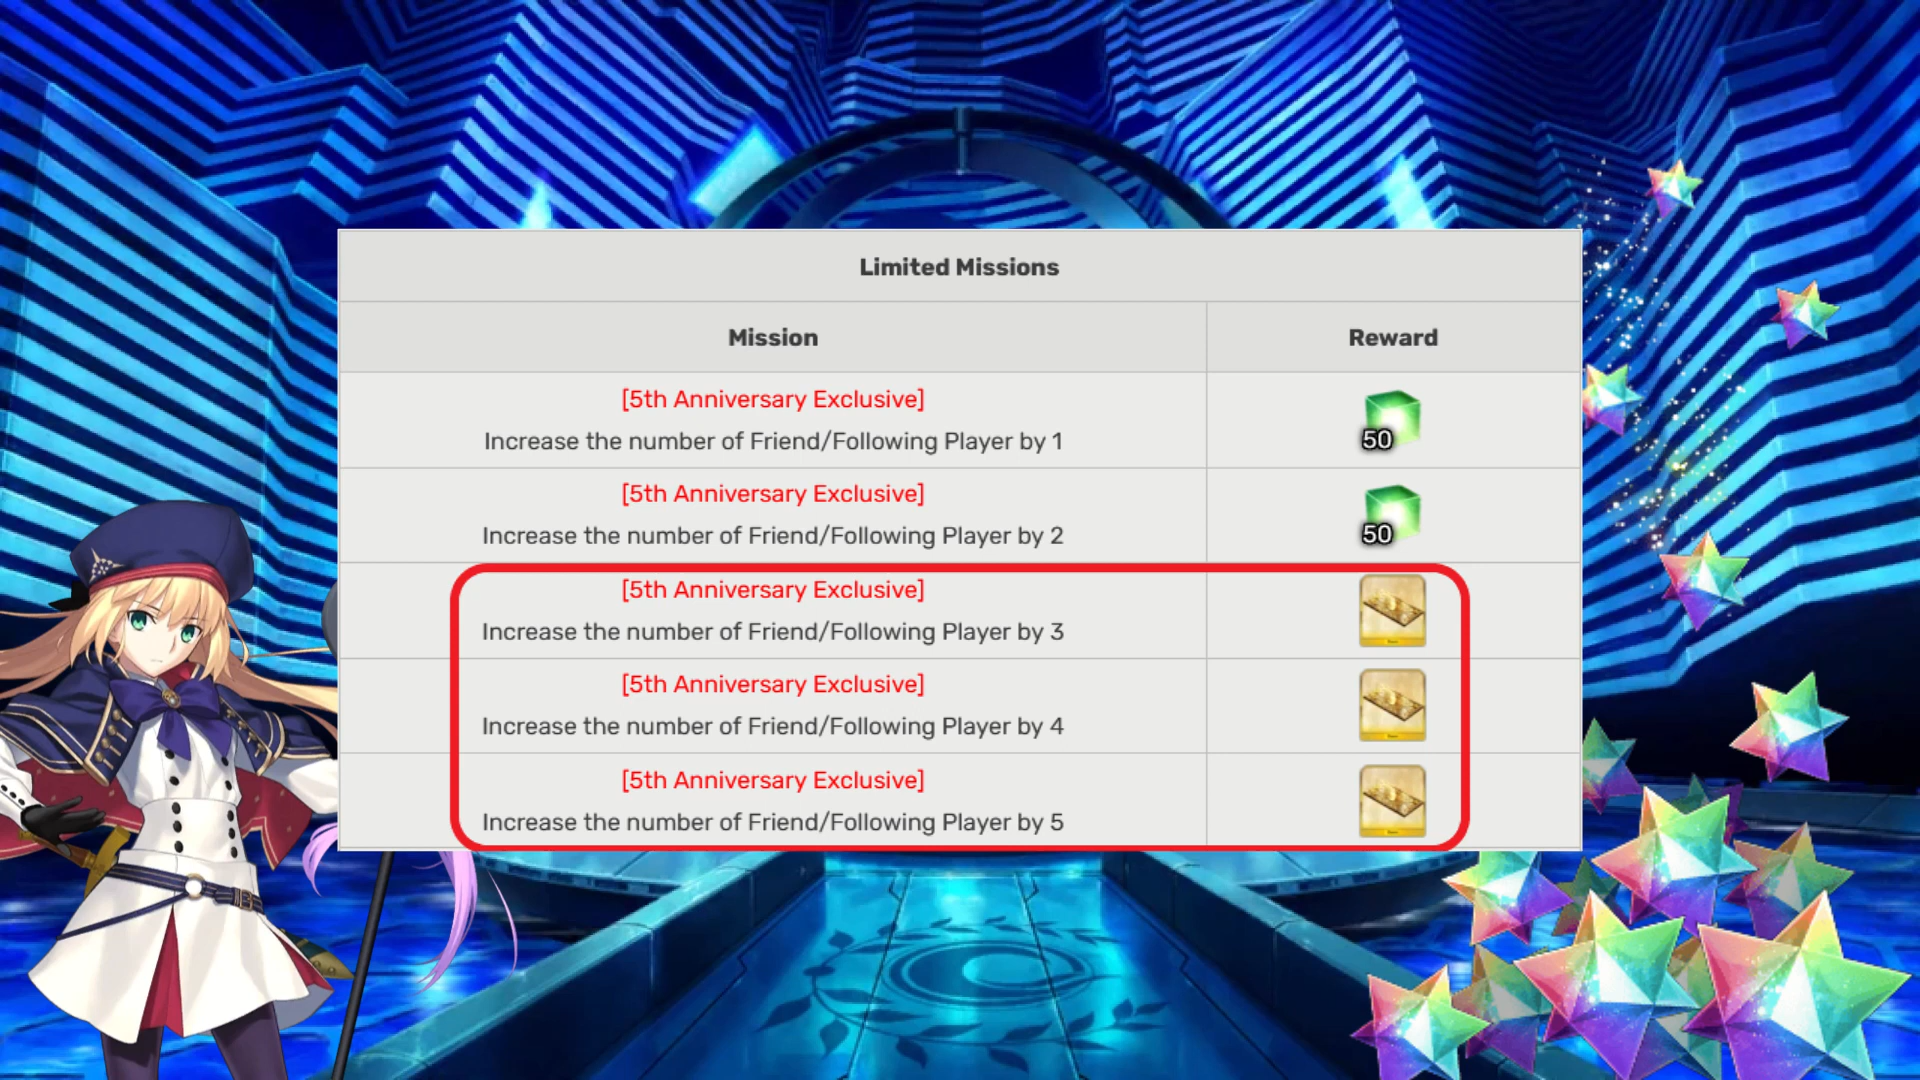 Limited Missions
Mission
Reward
[5th Anniversary Exclusive]
Increase the number of Friend/Following Player by 1
50
[5th Anniversary Exclusive]
Increase the number of Friend/Following Player by 2
50
[5th Anniversary Exclusive]
Increase the number of Friend/Following Player by 3
[5th Anniversary Exclusive]
Increase the number of Friend/Following Player by 4
[5th Anniversary Exclusive]
Increase the number of Friend/Following Player by 5